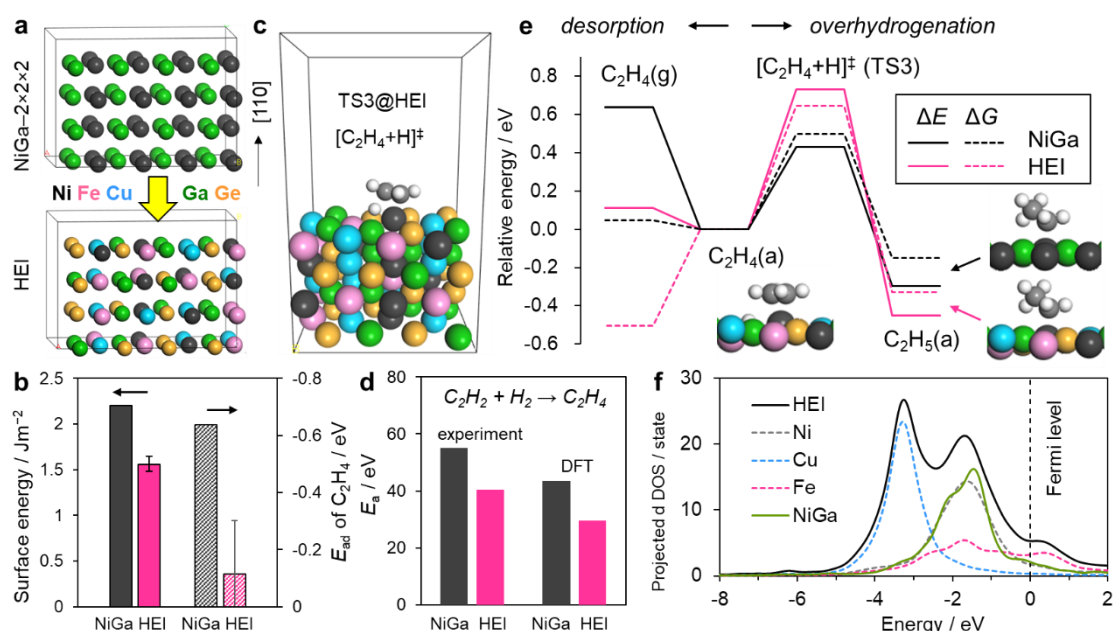 a
NiGa–2×2×2
[110]
Ni Fe Cu Ga Ge
HEI
c
TS3@HEI
[C2H4+H]‡
e
desorption
overhydrogenation
C2H4(g)
[C2H4+H]‡ (TS3)
ΔE ΔG
NiGa
HEI
Relative energy / eV
0.8
0.6
0.4
0.2
0.0
-0.2
-0.4
-0.6
C2H4(a)
C2H5(a)
b
Surface energy / Jm−2
2.5
2
1.5
1
0.5
0
-0.8
-0.6
-0.4
-0.2
0
Ead of C2H4 / eV
NiGa HEI
NiGa HEI
d
C2H2 + H2 → C2H4
experiment
DFT
Ea / eV
80
60
40
20
0
NiGa HEI
NiGa HEI
f
Projected d DOS / state
30
20
10
0
HEI
Ni
Cu
Fe
NiGa
Fermi level
-8 -6 -4 -2 0 2
Energy / eV